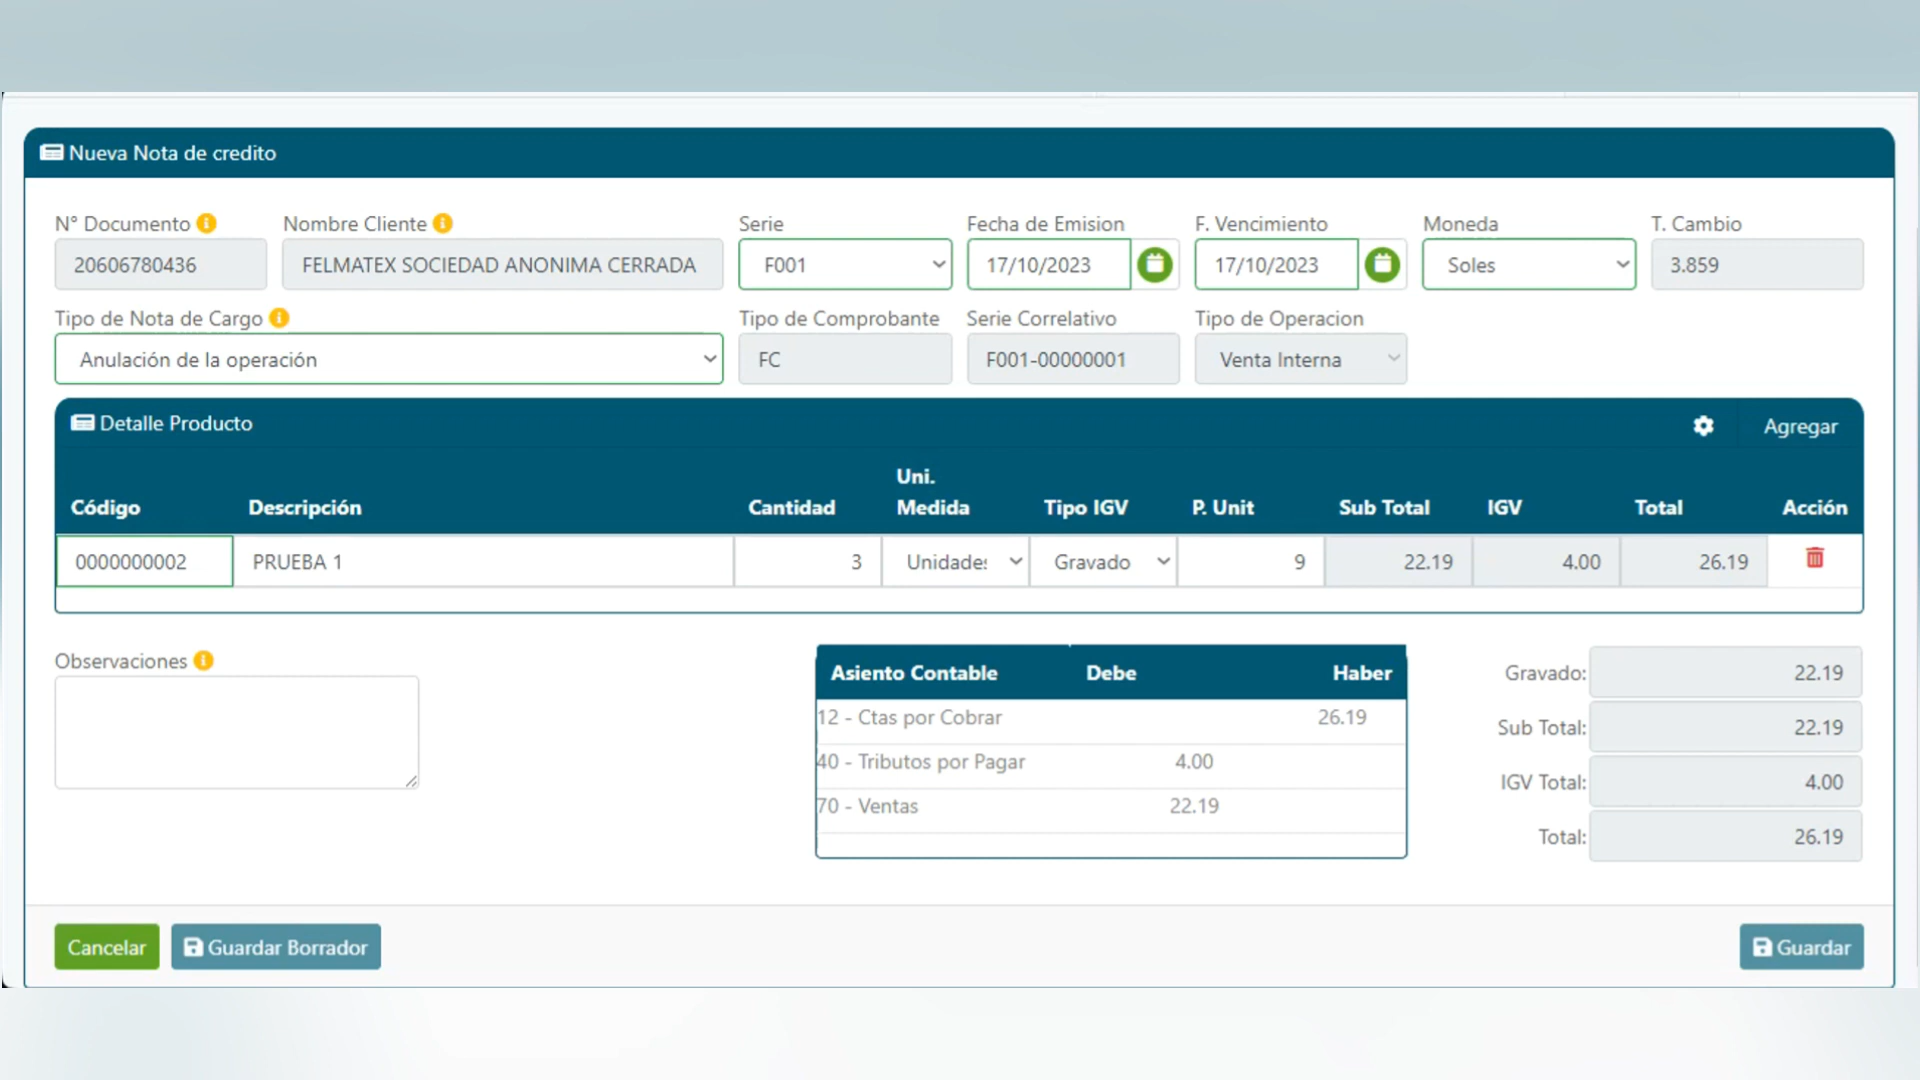 Nueva Nota de credito
N° Documento
Nombre Cliente
Serie
Fecha de Emision
F. Vencimiento
Moneda
T. Cambio
20606780436
FELMATEX SOCIEDAD ANONIMA CERRADA
F001
17/10/2023
17/10/2023
Soles
3.859
Tipo de Nota de Cargo
Tipo de Comprobante
Serie Correlativo
Tipo de Operacion
Anulación de la operación
FC
F001-00000001
Venta Interna
Detalle Producto
Agregar
Código
Descripción
Cantidad
Uni. Medida
Tipo IGV
P. Unit
Sub Total
IGV
Total
Acción
0000000002
PRUEBA 1
3
Unidades
Gravado
9
22.19
4.00
26.19
Observaciones
Asiento Contable
Debe
Haber
12 - Ctas por Cobrar
26.19
40 - Tributos por Pagar
4.00
70 - Ventas
22.19
Gravado:
22.19
Sub Total:
22.19
IGV Total:
4.00
Total:
26.19
Cancelar
Guardar Borrador
Guardar